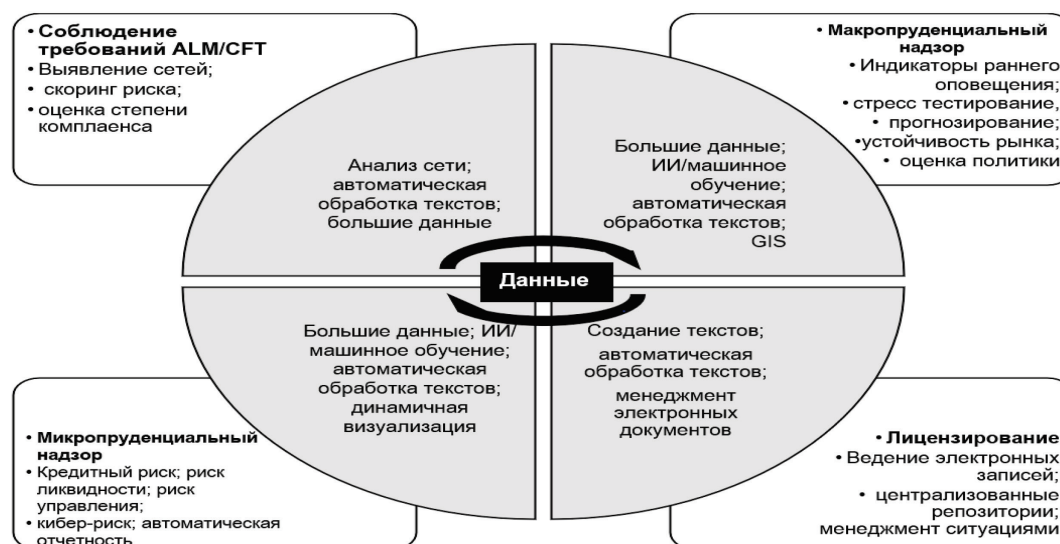 • Соблюдение
требований ALM/CFT
• Выявление сетей;
• скоринг риска;
• оценка степени
комплаенса
• Макропруденциальный
надзор
• Индикаторы раннего
оповещения;
• стресс тестирование,
• прогнозирование;
•устойчивость рынка;
• оценка политики
Анализ сети;
автоматическая
обработка текстов;
большие данные
Большие данные;
ИИ/машинное
обучение;
автоматическая
обработка текстов;
GIS
Данные
Большие данные; ИИ/
машинное обучение;
автоматическая
обработка текстов;
динамичная
визуализация
Создание текстов;
автоматическая
обработка текстов;
менеджмент
электронных
документов
• Микропруденциальный
надзор
• Кредитный риск; риск
ликвидности; риск
управления;
• кибер-риск; автоматическая
отчетность
• Лицензирование
• Ведение электронных
записей;
• централизованные
репозитории;
менеджмент ситуациями